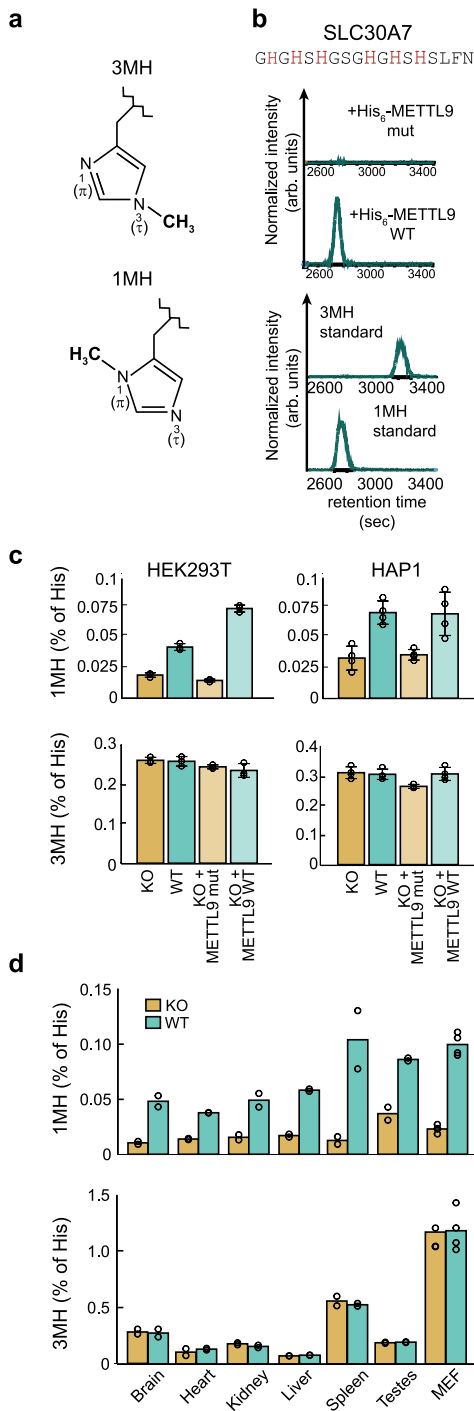 a
3MH
N
1
(π)
N
3
(τ)
CH₃
1MH
H₃C
N
1
(π)
N
3
(τ)
b
SLC30A7
GHGHSHGSGHGHSHSLFN
Normalized intensity
(arb. units)
+His₆-METTL9
mut
2600 3000 3400
+His₆-METTL9
WT
2600 3000 3400
Normalized intensity
(arb. units)
3MH
standard
2600 3000 3400
1MH
standard
2600 3000 3400
retention time
(sec)
c
HEK293T
HAP1
1MH (% of His)
0.1
0.075
0.05
0.025
0.1
0.075
0.05
0.025
3MH (% of His)
0.3
0.2
0.1
0
0.4
0.3
0.2
0.1
0
KO
WT
KO +
METTL9 mut
KO +
METTL9 WT
KO
WT
KO +
METTL9 mut
KO +
METTL9 WT
d
1MH (% of His)
0.15
0.10
0.05
0
KO
WT
3MH (% of His)
1.5
1.0
0.5
0
Brain
Heart
Kidney
Liver
Spleen
Testes
MEF